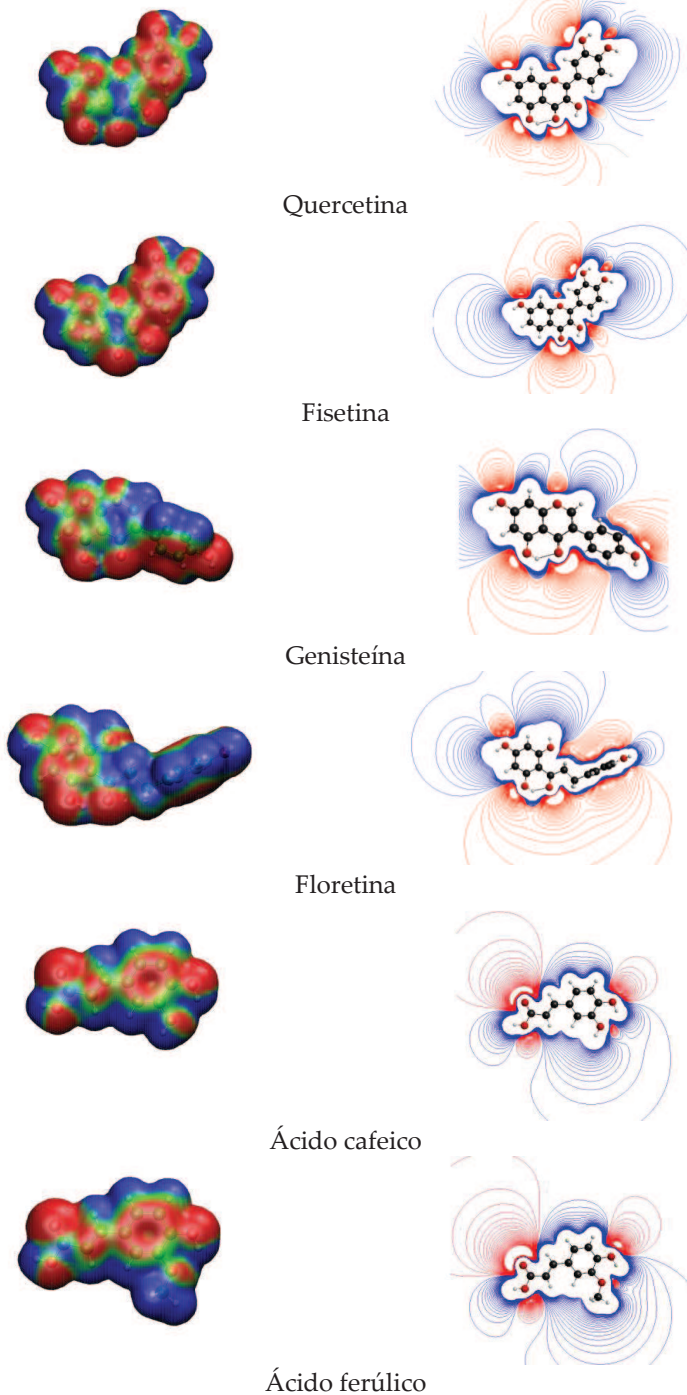 Quercetina
Fisetina
Genisteína
Floretina
Ácido cafeico
Ácido ferúlico